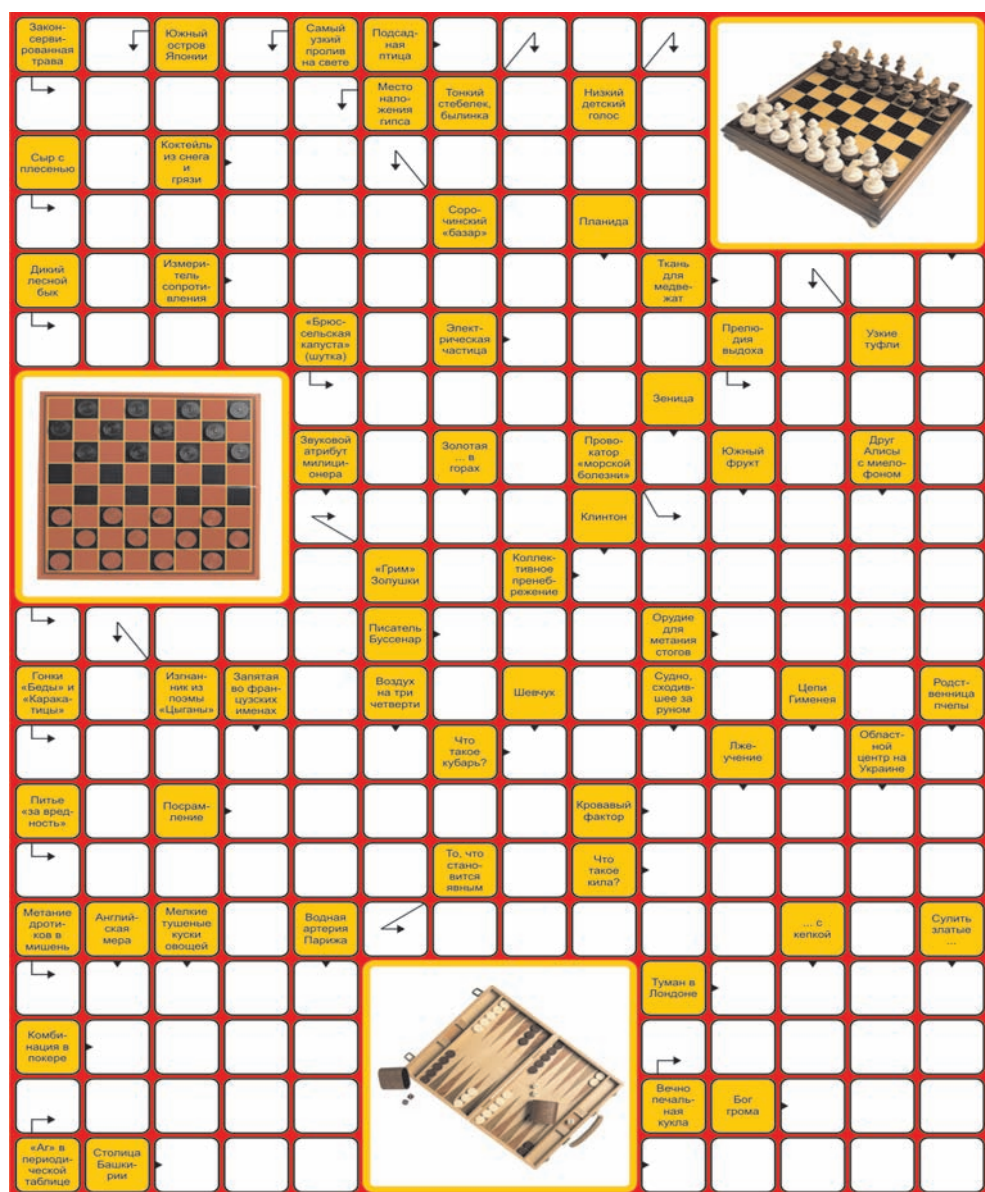 Закон-
серви-
рованная
трава
Южный
остров
Японии
Самый
узкий
пролив
на свете
Подсад-
ная
птица
Место
нало-
жения
гипса
Тонкий
стебелек,
былинка
Низкий
детский
голос
Сыр с
плесенью
Коктейль
из снега
и
грязи
Соро-
чинский
«базар»
Планида
Дикий
лесной
бык
Измери-
тель
сопроти-
вления
Ткань
для
медве-
жат
«Брюс-
сельская
капуста»
(шутка)
Элект-
рическая
частица
Прелю-
дия
выдоха
Узкие
туфли
Зеница
Звуковой
атрибут
милици-
онера
Золотая
... в
горах
Прово-
катор
«морской
болезни»
Южный
фрукт
Друг
Алисы
с миело-
фоном
Клинтон
«Грим»
Золушки
Коллек-
тивное
пренеб-
режение
Писатель
Буссенар
Орудие
для
метания
стогов
Гонки
«Беды» и
«Карака-
тицы»
Изгнан-
ник из
поэмы
«Цыганы»
Запятая
во фран-
цузских
именах
Воздух
на три
четверти
Шевчук
Судно,
сходив-
шее за
руном
Цепи
Гименея
Родст-
венница
пчелы
Что
такое
кубарь?
Лже-
учение
Област-
ной
центр на
Украине
Питье
«за вред-
ность»
Посрам-
ление
Кровавый
фактор
То, что
стано-
вится
явным
Что
такое
кила?
Метание
дроти-
ков в
мишень
Англий-
ская
мера
Мелкие
тушеные
куски
овощей
Водная
артерия
Парижа
... с
кепкой
Сулить
златые
...
Туман в
Лондоне
Комби-
нация в
покере
Вечно
печаль-
ная
кукла
Бог
грома
«Аг» в
периоди-
ческой
таблице
Столица
Башки-
рии